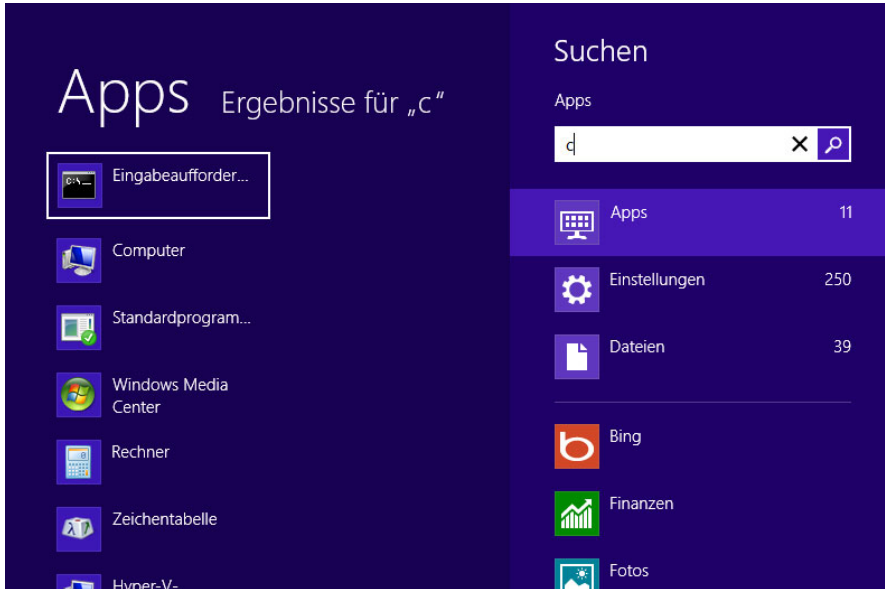 Apps Ergebnisse für „c“
Eingabeaufforder...
Computer
Standardprogram...
Windows Media
Center
Rechner
Zeichentabelle
Hyper-V-
Suchen
Apps
c
Apps 11
Einstellungen 250
Dateien 39
Bing
Finanzen
Fotos